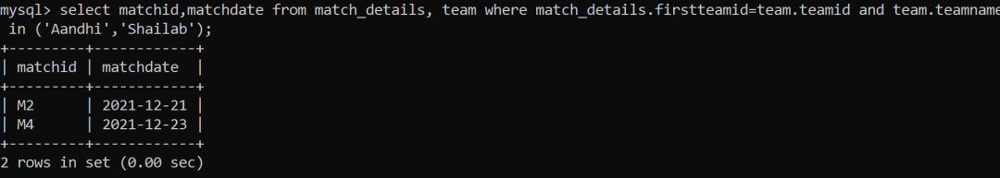 mysql> select matchid,matchdate from match_details, team where match_details.firstteamid=team.teamid and team.teamname
 in ('Aandhi','Shailab');
+---------+------------+
| matchid | matchdate  |
+---------+------------+
| M2      | 2021-12-21 |
| M4      | 2021-12-23 |
+---------+------------+
2 rows in set (0.00 sec)